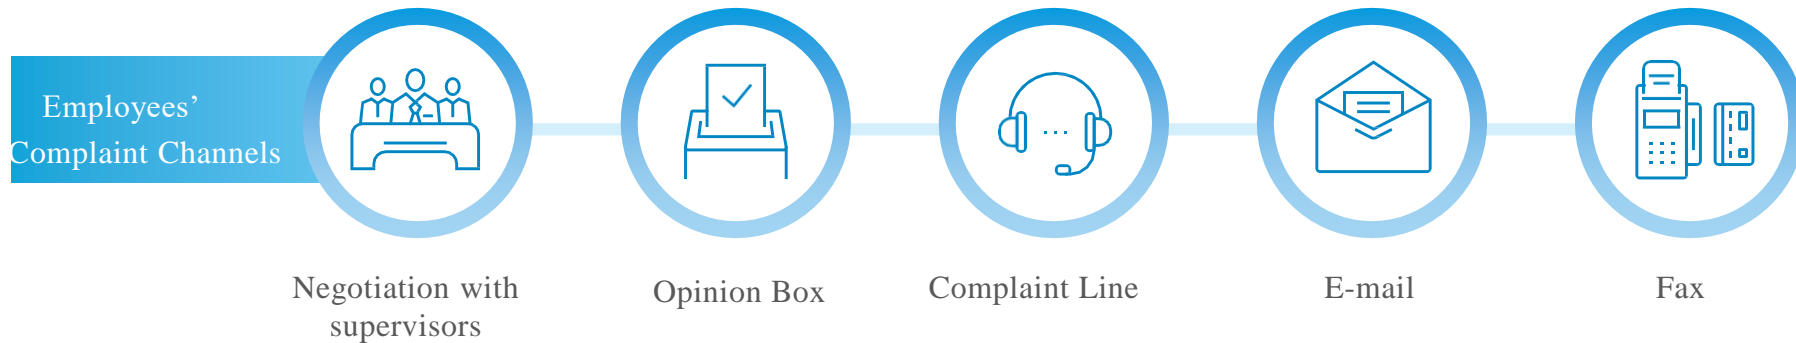 Employees’
Complaint Channels
Negotiation with
supervisors
Opinion Box
Complaint Line
E-mail
Fax